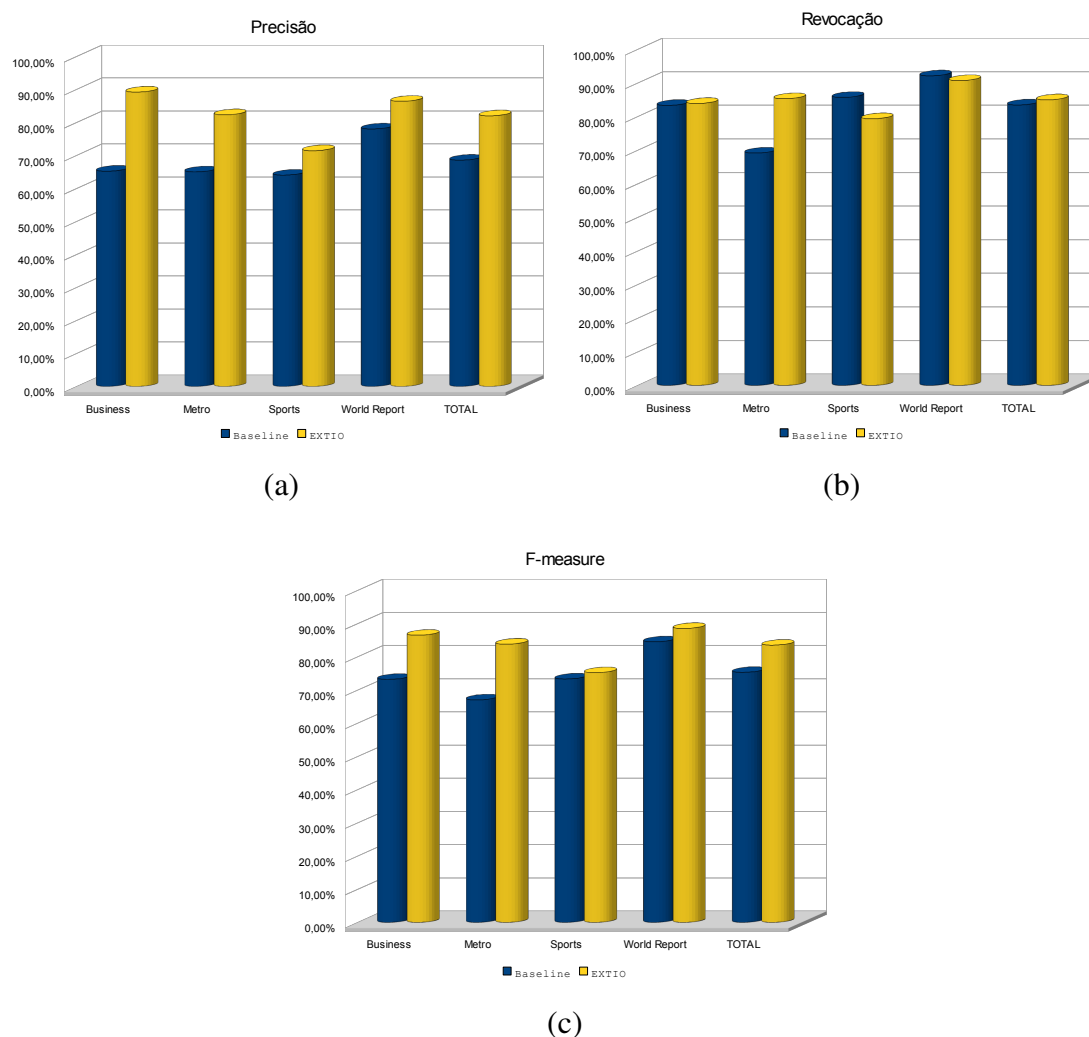 Precisão
100,00%
90,00%
80,00%
70,00%
60,00%
50,00%
40,00%
30,00%
20,00%
10,00%
0,00%
Business Metro Sports World Report TOTAL
Baseline EXTIO
(a)
Revocação
100,00%
90,00%
80,00%
70,00%
60,00%
50,00%
40,00%
30,00%
20,00%
10,00%
0,00%
Business Metro Sports World Report TOTAL
Baseline EXTIO
(b)
F-measure
100,00%
90,00%
80,00%
70,00%
60,00%
50,00%
40,00%
30,00%
20,00%
10,00%
0,00%
Business Metro Sports World Report TOTAL
Baseline EXTIO
(c)